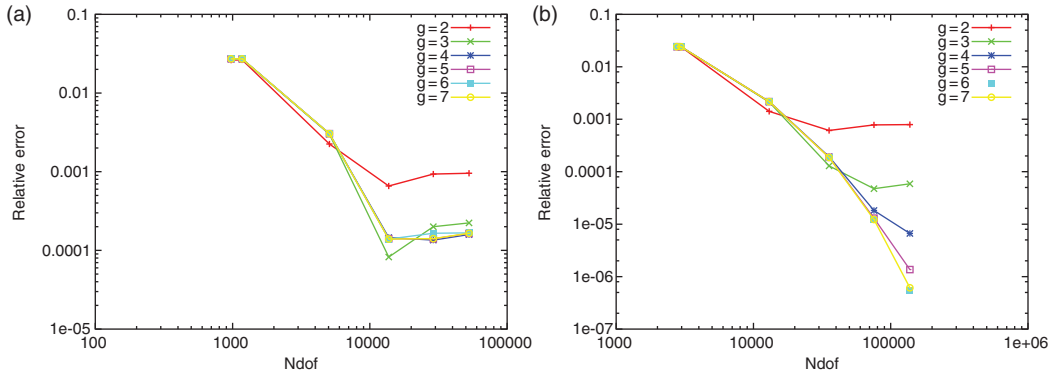 (a)
0.1
0.01
0.001
0.0001
1e-05
100
1000
10000
100000
Relative error
Ndof
g=2
g=3
g=4
g=5
g=6
g=7
(b)
0.1
0.01
0.001
0.0001
1e-05
1e-06
1e-07
1000
10000
100000
1e+06
Relative error
Ndof
g=2
g=3
g=4
g=5
g=6
g=7